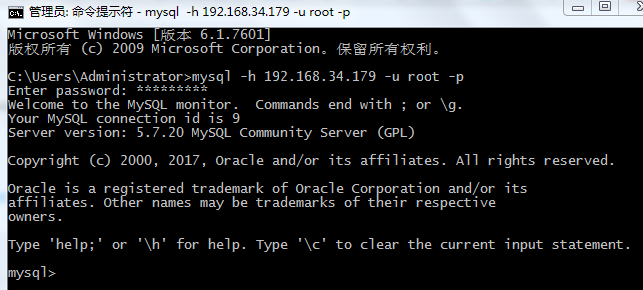 管理员: 命令提示符 - mysql  -h 192.168.34.179 -u root -p
Microsoft Windows [版本 6.1.7601]
版权所有 (c) 2009 Microsoft Corporation。保留所有权利。
C:\Users\Administrator>mysql -h 192.168.34.179 -u root -p
Enter password: *********
Welcome to the MySQL monitor.  Commands end with ; or \g.
Your MySQL connection id is 9
Server version: 5.7.20 MySQL Community Server (GPL)
Copyright (c) 2000, 2017, Oracle and/or its affiliates. All rights reserved.
Oracle is a registered trademark of Oracle Corporation and/or its
affiliates. Other names may be trademarks of their respective
owners.
Type 'help;' or '\h' for help. Type '\c' to clear the current input statement.
mysql>